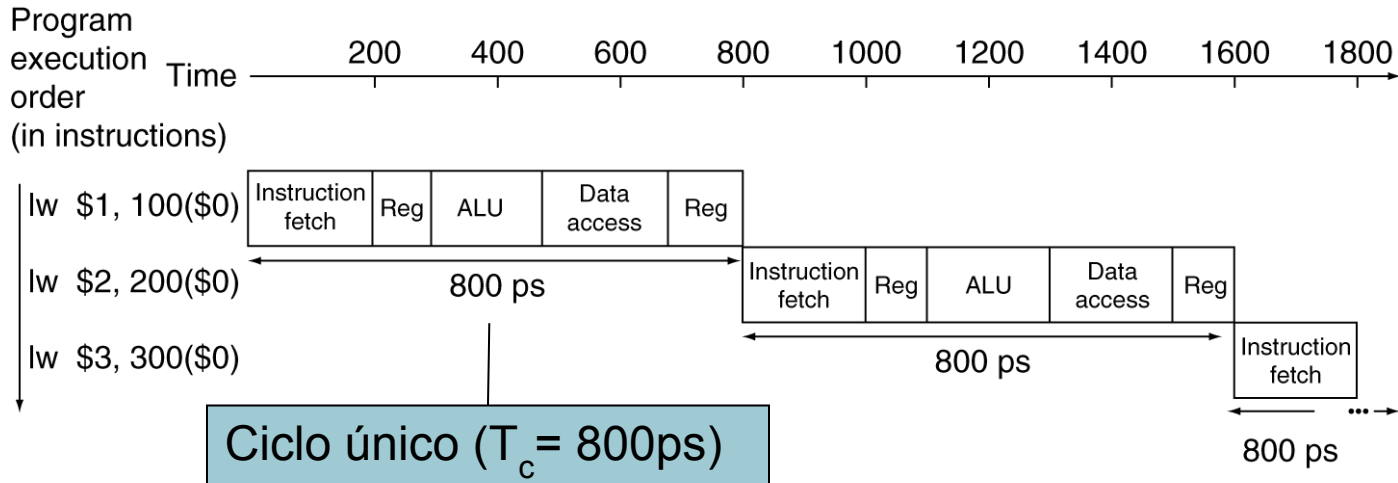 Program
execution
order
(in instructions)
Time
200 400 600 800 1000 1200 1400 1600 1800
lw $1, 100($0)
Instruction
fetch
Reg
ALU
Data
access
Reg
800 ps
lw $2, 200($0)
Instruction
fetch
Reg
ALU
Data
access
Reg
800 ps
lw $3, 300($0)
Instruction
fetch
...
800 ps
Ciclo único (Tc= 800ps)